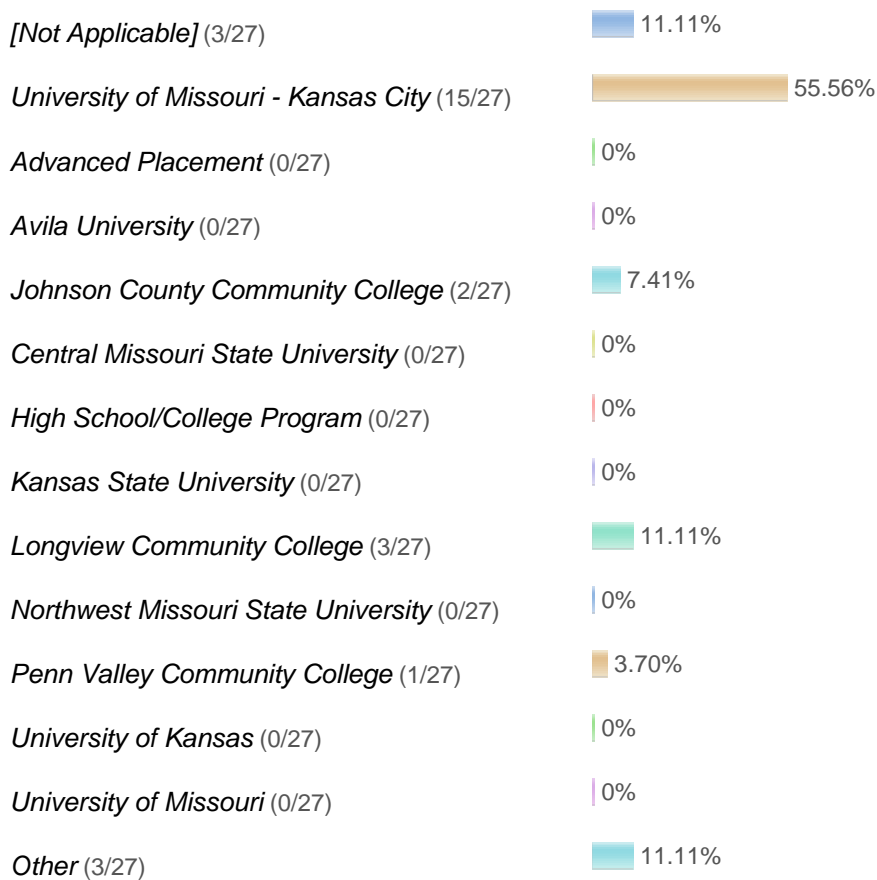 [Not Applicable] (3/27) 11.11%
University of Missouri - Kansas City (15/27) 55.56%
Advanced Placement (0/27) 0%
Avila University (0/27) 0%
Johnson County Community College (2/27) 7.41%
Central Missouri State University (0/27) 0%
High School/College Program (0/27) 0%
Kansas State University (0/27) 0%
Longview Community College (3/27) 11.11%
Northwest Missouri State University (0/27) 0%
Penn Valley Community College (1/27) 3.70%
University of Kansas (0/27) 0%
University of Missouri (0/27) 0%
Other (3/27) 11.11%